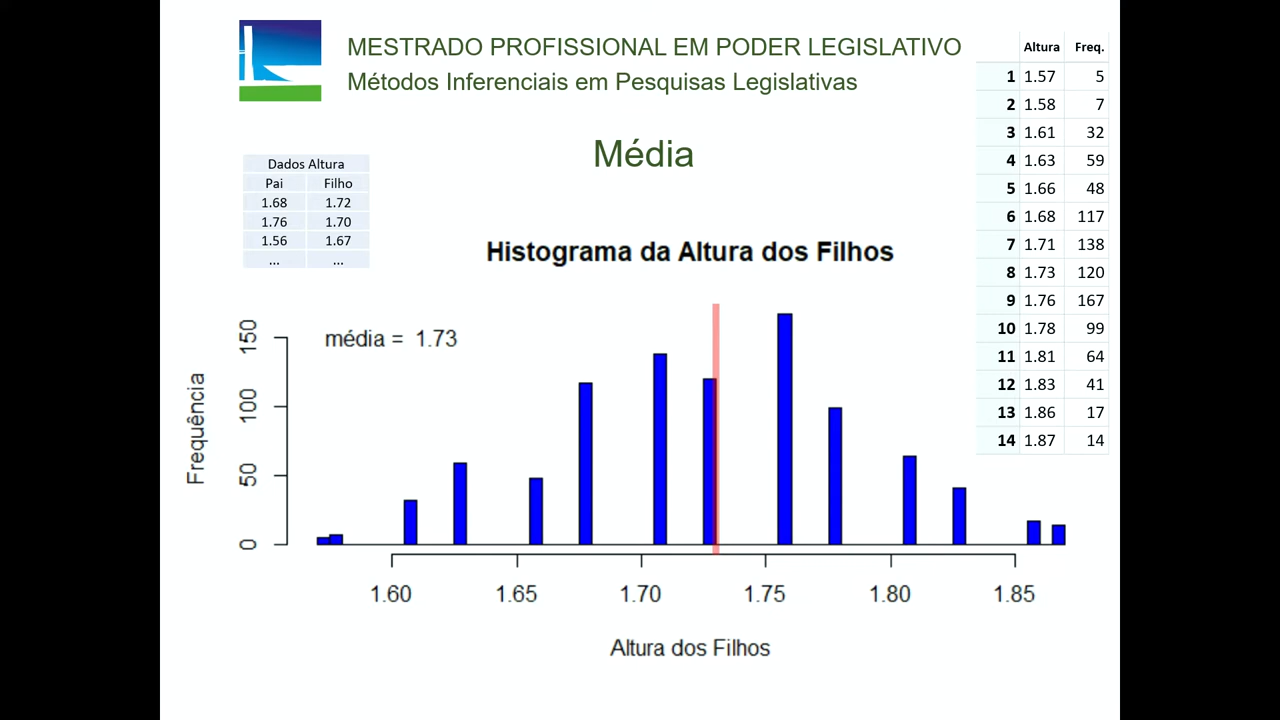 MESTRADO PROFISSIONAL EM PODER LEGISLATIVO
Métodos Inferenciais em Pesquisas Legislativas
Média
Dados Altura
Pai Filho
1.68 1.72
1.76 1.70
1.56 1.67
... ...
Altura Freq.
1 1.57 5
2 1.58 7
3 1.61 32
4 1.63 59
5 1.66 48
6 1.68 117
7 1.71 138
8 1.73 120
9 1.76 167
10 1.78 99
11 1.81 64
12 1.83 41
13 1.86 17
14 1.87 14
Histograma da Altura dos Filhos
média = 1.73
Frequência
150
100
50
0
1.60 1.65 1.70 1.75 1.80 1.85
Altura dos Filhos